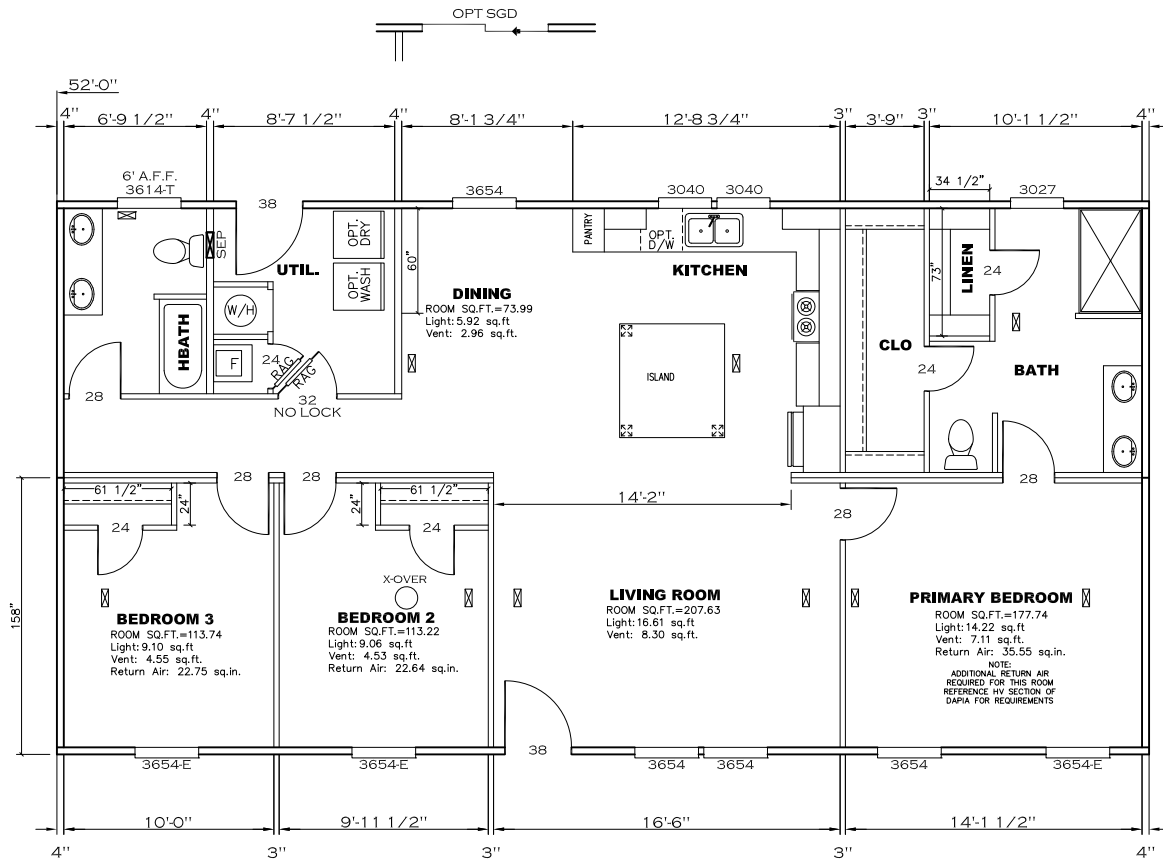 OPT SGD
52'-0"
4" 4" 4" 3" 3" 4"
6'-9 1/2" 8'-7 1/2" 8'-1 3/4" 12'-8 3/4" 3'-9" 10'-1 1/2"
6' A.F.F.
3614-T
38
3654
3040 3040
34 1/2"
3027
SEP
UTIL.
OPT.
DRY
OPT.
WASH
60"
PANTRY
OPT.
D/W
KITCHEN
73"
LINEN
24
W/H
HBATH
F
24
RAG
RAG
DINING
ROOM SQ.FT.=73.99
Light: 5.92 sq.ft
Vent: 2.96 sq.ft.
ISLAND
CLO
24
BATH
28
32
NO LOCK
28 28
14'-2"
28
28
158"
61 1/2"
24"
24
61 1/2"
24"
24
X-OVER
BEDROOM 3
ROOM SQ.FT.=113.74
Light: 9.10 sq.ft
Vent: 4.55 sq.ft.
Return Air: 22.75 sq.in.
BEDROOM 2
ROOM SQ.FT.=113.22
Light: 9.06 sq.ft
Vent: 4.53 sq.ft.
Return Air: 22.64 sq.in.
LIVING ROOM
ROOM SQ.FT.=207.63
Light: 16.61 sq.ft
Vent: 8.30 sq.ft.
PRIMARY BEDROOM
ROOM SQ.FT.=177.74
Light: 14.22 sq.ft
Vent: 7.11 sq.ft.
Return Air: 35.55 sq.in.
NOTE:
ADDITIONAL RETURN AIR
REQUIRED FOR THIS ROOM
REFERENCE HV SECTION OF
DAPIA FOR REQUIREMENTS
3654-E 3654-E 38 3654 3654 3654 3654-E
10'-0" 9'-11 1/2" 16'-6" 14'-1 1/2"
4" 3" 3" 3" 4"